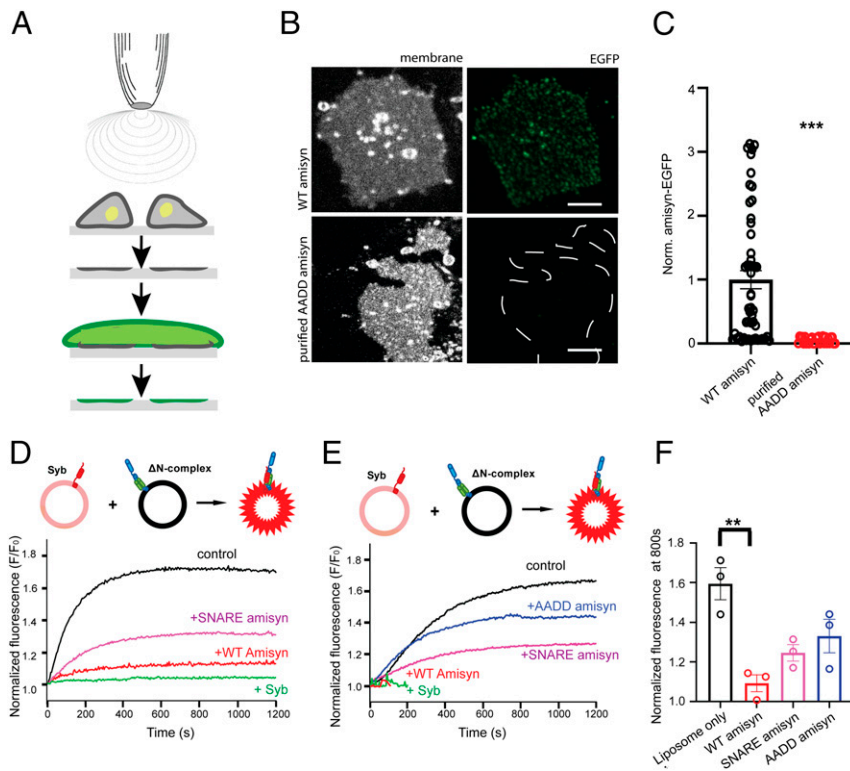 A
B
membrane
EGFP
WT amisyn
purified AADD amisyn
C
***
Norm. amisyn-EGFP
4
3
2
1
0
WT amisyn
purified
AADD amisyn
D
Syb
ΔN-complex
+
control
+SNARE amisyn
+WT Amisyn
+ Syb
Normalized fluorescence (F/F₀)
1.8
1.6
1.4
1.2
1.0
0 200 400 600 800 1000 1200
Time (s)
E
Syb
ΔN-complex
+
control
+AADD amisyn
+SNARE amisyn
+WT Amisyn
+ Syb
Normalized fluorescence (F/F₀)
1.8
1.6
1.4
1.2
1.0
0 200 400 600 800 1000 1200
Time (s)
F
**
Normalized fluorescence at 800s
1.8
1.6
1.4
1.2
1.0
Liposome only
WT amisyn
SNARE amisyn
AADD amisyn